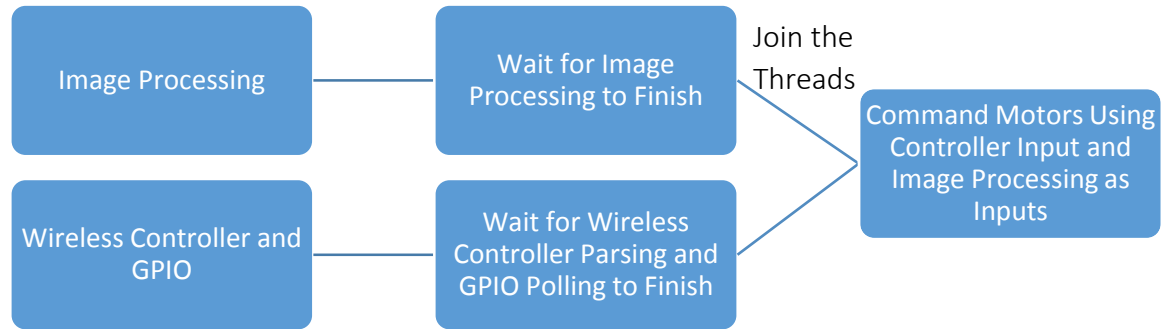 Image Processing
Wait for Image
Processing to Finish
Join the
Threads
Command Motors Using
Controller Input and
Image Processing as
Inputs
Wireless Controller and
GPIO
Wait for Wireless
Controller Parsing and
GPIO Polling to Finish